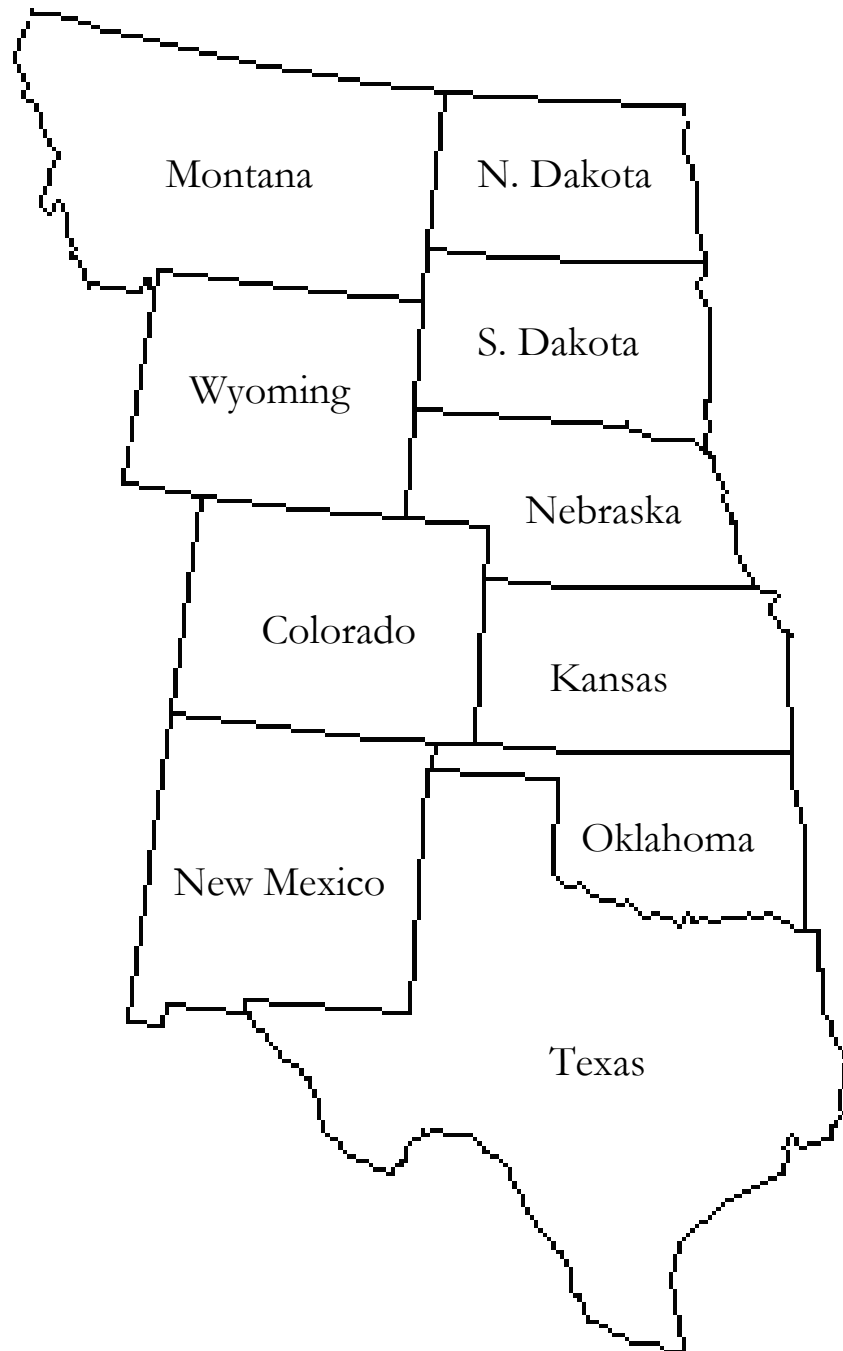 Montana
N. Dakota
S. Dakota
Wyoming
Nebraska
Colorado
Kansas
Oklahoma
New Mexico
Texas